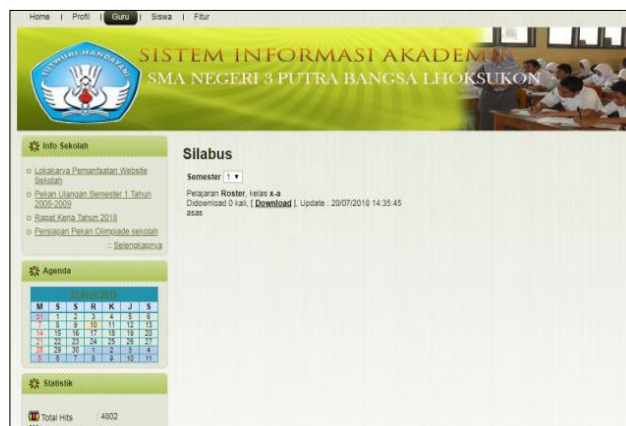 Home | Profil | Guru | Siswa | Fitur
TUTWURI HANDAYANI
SISTEM INFORMASI AKADEMIK
SMA NEGERI 3 PUTRA BANGSA LHOKSUKON
Info Sekolah
Lokakarya Pemanfaatan Website
Sekolah
Pekan Ulangan Semester 1 Tahun
2008-2009
Rapat Kerja Tahun 2018
Persiapan Pekan Olimpiade sekolah
:: Selengkapnya
Silabus
Semester 1
Pelajaran Roster, kelas x-a
Didownload 0 kali, [ Download ], Update : 20/07/2018 14:35:45
asas
Agenda
M S S R K J S
31 1 2 3 4 5 6
7 8 9 10 11 12 13
14 15 16 17 18 19 20
21 22 23 24 25 26 27
28 29 30 1 2 3 4
5 6 7 8 9 10 11
Statistik
Total Hits : 4802